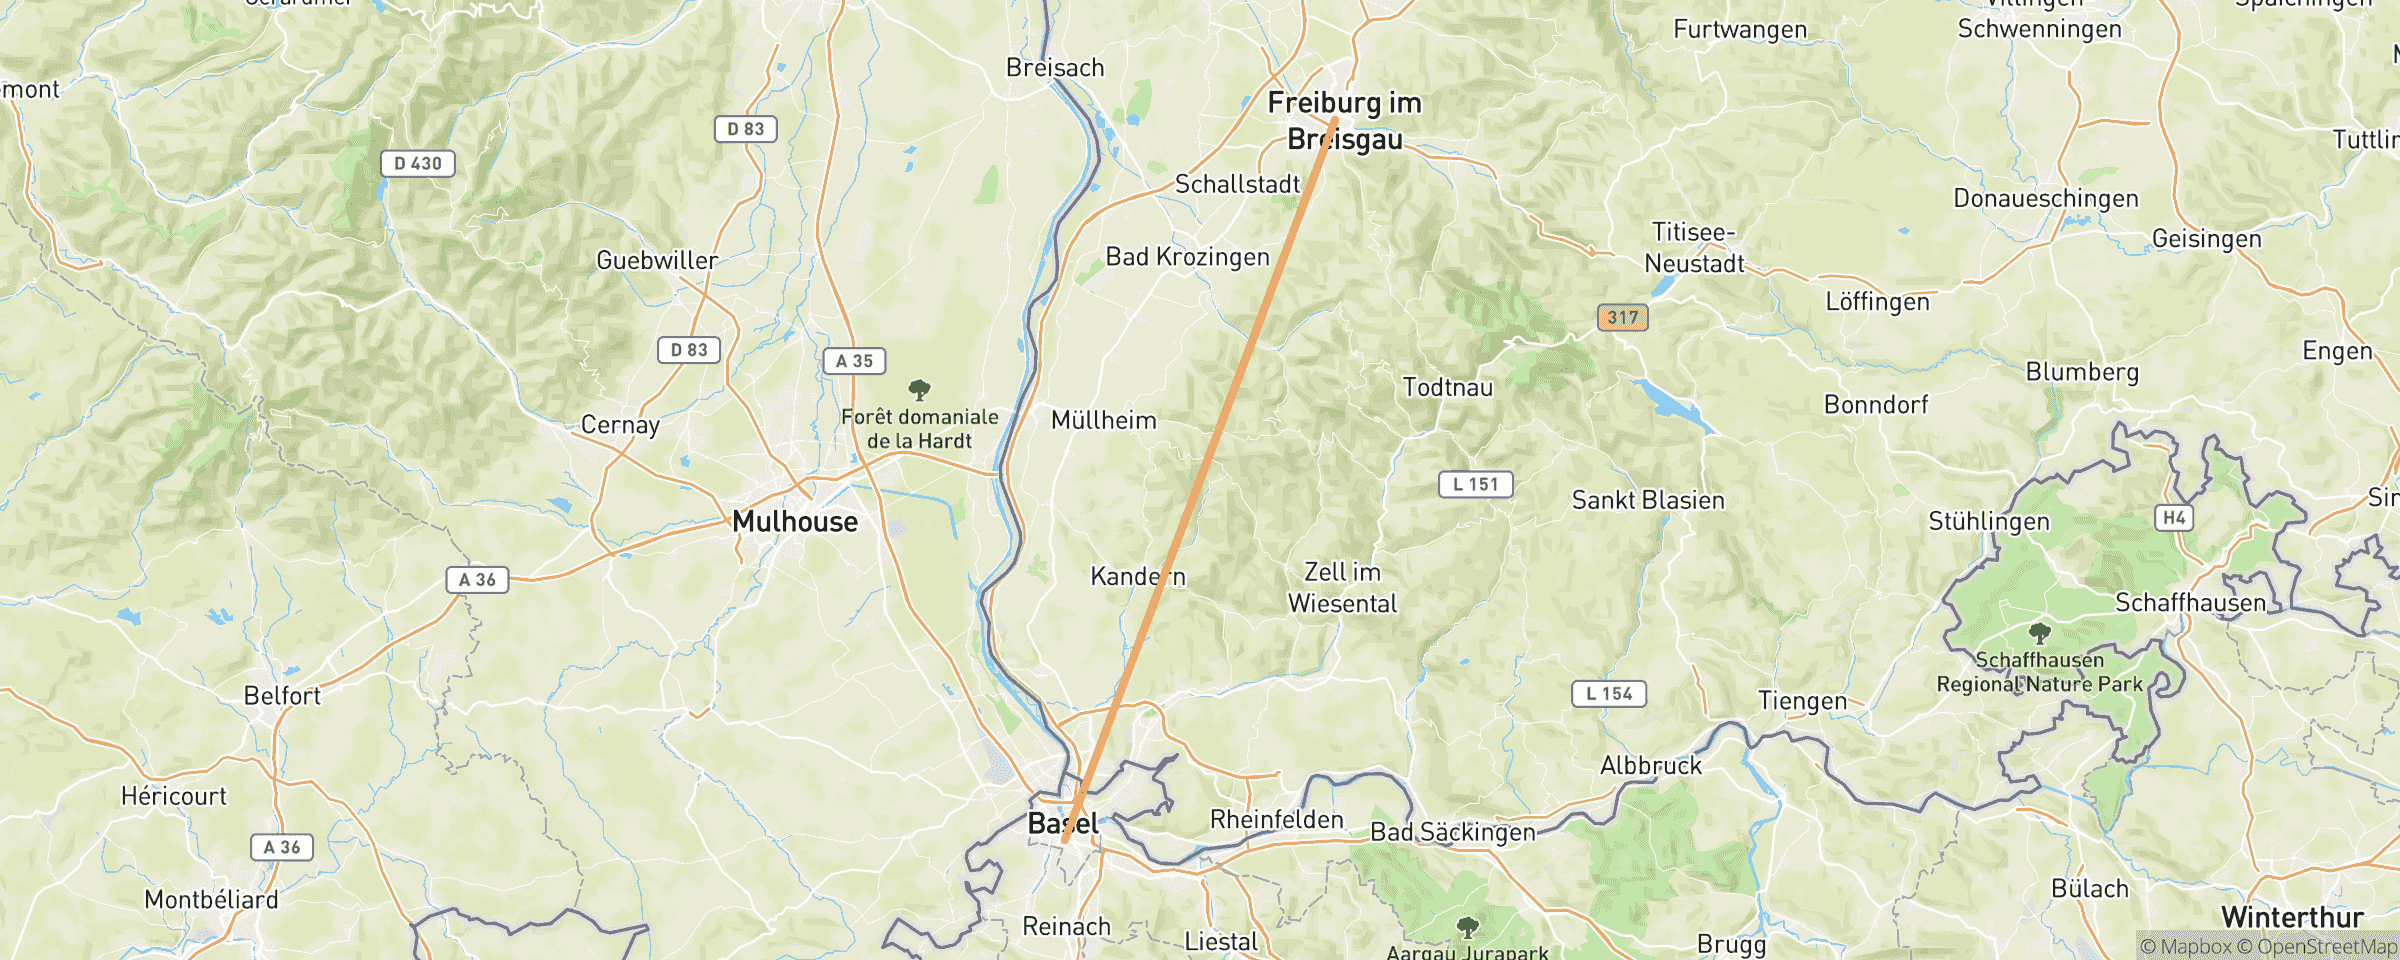 Furtwangen
Schwenningen
Breisach
mont
Freiburg im
Breisgau
D 83
D 430
Schallstadt
Donaueschingen
Geisingen
Titisee-
Neustadt
Guebwiller
Bad Krozingen
Löffingen
317
D 83
A 35
Engen
Blumberg
Todtnau
Bonndorf
Forêt domaniale
de la Hardt
Müllheim
Cernay
L 151
Sankt Blasien
Stühlingen
H4
Mulhouse
A 36
Kandern
Zell im
Wiesental
Schaffhausen
Schaffhausen
Regional Nature Park
Belfort
L 154
Tiengen
Albbruck
Héricourt
Basel
Rheinfelden
Bad Säckingen
A 36
Montbéliard
Reinach
Liestal
Aargau Jurapark
Brugg
Bülach
Winterthur
© Mapbox © OpenStreetMap